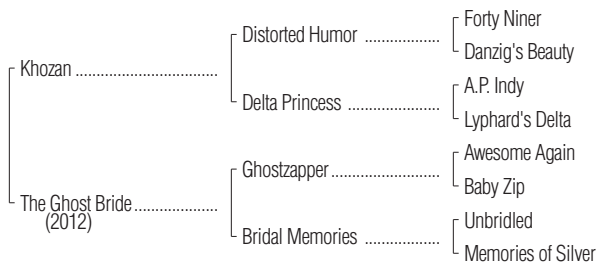 Forty Niner
Distorted Humor ..................
Danzig's Beauty
Khozan ..................................
A.P. Indy
Delta Princess ......................
Lyphard's Delta
Awesome Again
Ghostzapper..........................
Baby Zip
The Ghost Bride....................
(2012)
Unbridled
Bridal Memories ..................
Memories of Silver